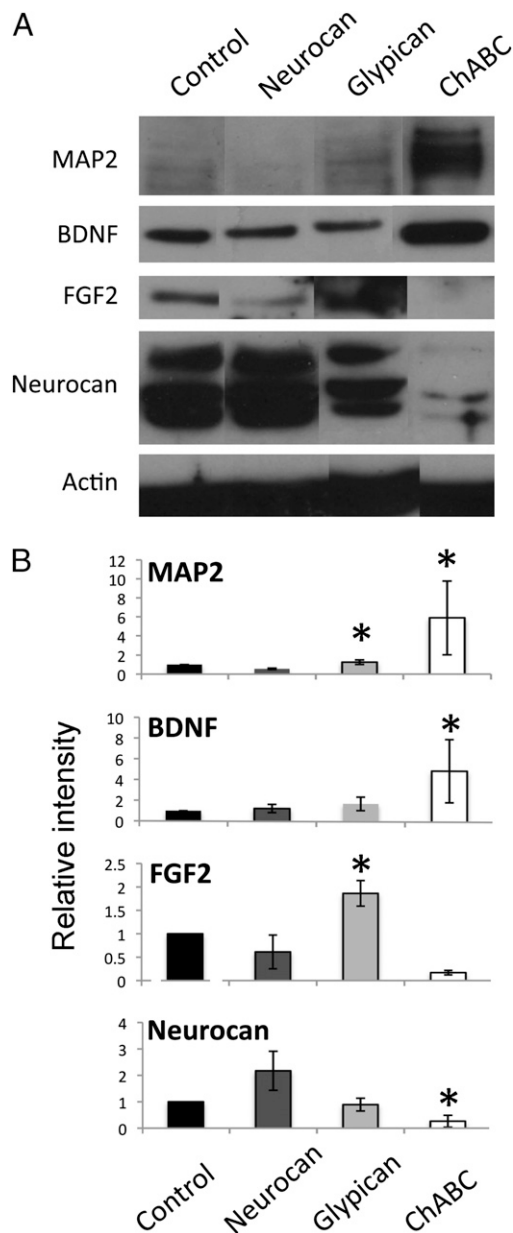 A
Control Neurocan Glypican ChABC
MAP2
BDNF
FGF2
Neurocan
Actin
B
Relative intensity
MAP2
12
10
8
6
4
2
0
*
*
BDNF
10
8
6
4
2
0
*
FGF2
2.5
2
1.5
1
0.5
0
*
Neurocan
4
3
2
1
0
*
Control Neurocan Glypican ChABC